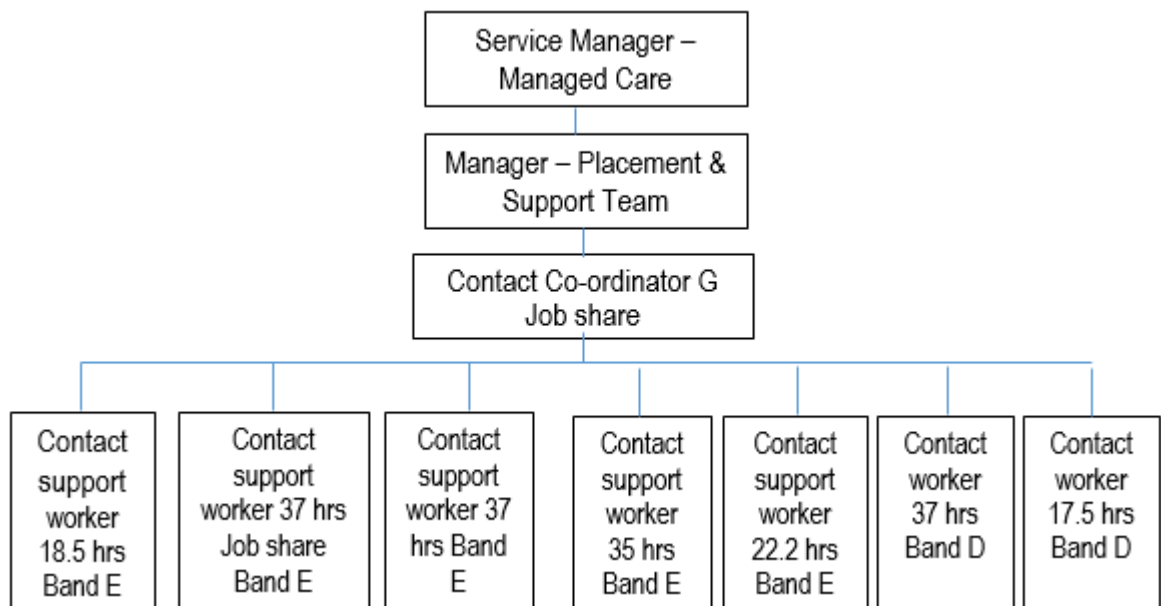 Service Manager –
Managed Care
Manager – Placement &
Support Team
Contact Co-ordinator G
Job share
Contact
support
worker
18.5 hrs
Band E
Contact
support
worker 37 hrs
Job share
Band E
Contact
support
worker 37
hrs Band
E
Contact
support
worker
35 hrs
Band E
Contact
support
worker
22.2 hrs
Band E
Contact
worker
37 hrs
Band D
Contact
worker
17.5 hrs
Band D